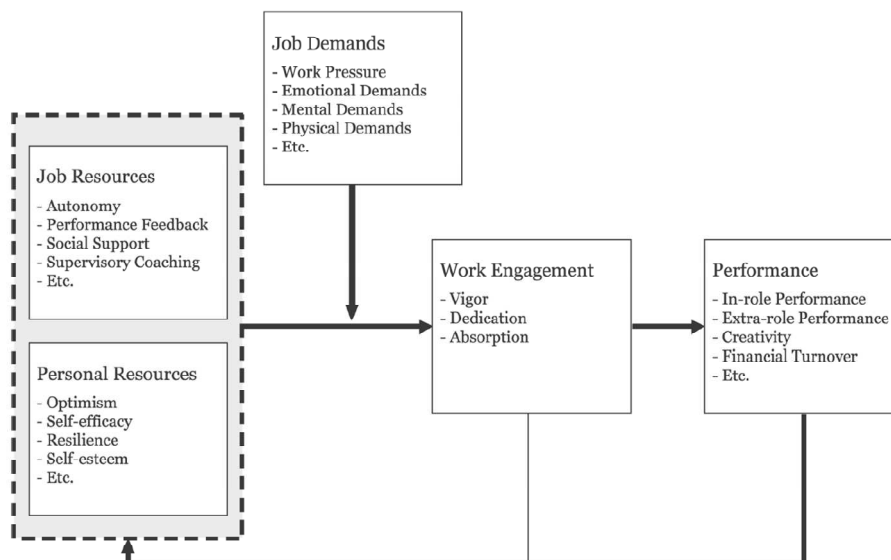 Job Demands
- Work Pressure
- Emotional Demands
- Mental Demands
- Physical Demands
- Etc.
Job Resources
- Autonomy
- Performance Feedback
- Social Support
- Supervisory Coaching
- Etc.
Personal Resources
- Optimism
- Self-efficacy
- Resilience
- Self-esteem
- Etc.
Work Engagement
- Vigor
- Dedication
- Absorption
Performance
- In-role Performance
- Extra-role Performance
- Creativity
- Financial Turnover
- Etc.